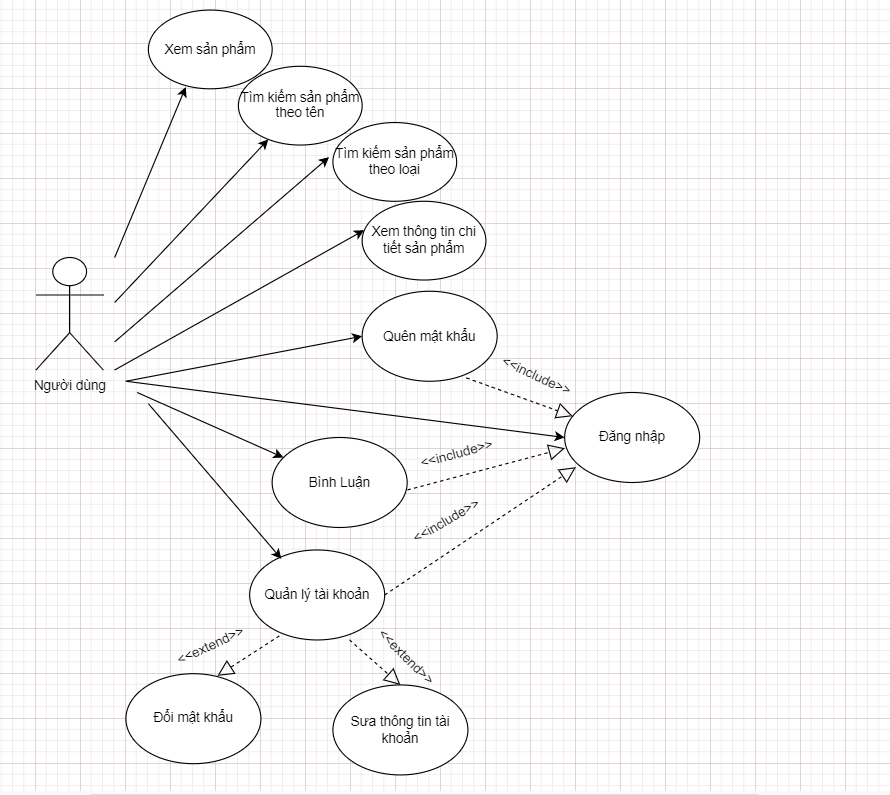 Xem sản phẩm
Tìm kiếm sản phẩm
theo tên
Tìm kiếm sản phẩm
theo loại
Xem thông tin chi
tiết sản phẩm
Quên mật khẩu
<<include>>
Người dùng
Đăng nhập
<<include>>
Bình Luận
<<include>>
Quản lý tài khoản
<<extend>>
<<extend>>
Đổi mật khẩu
Sưa thông tin tài
khoản